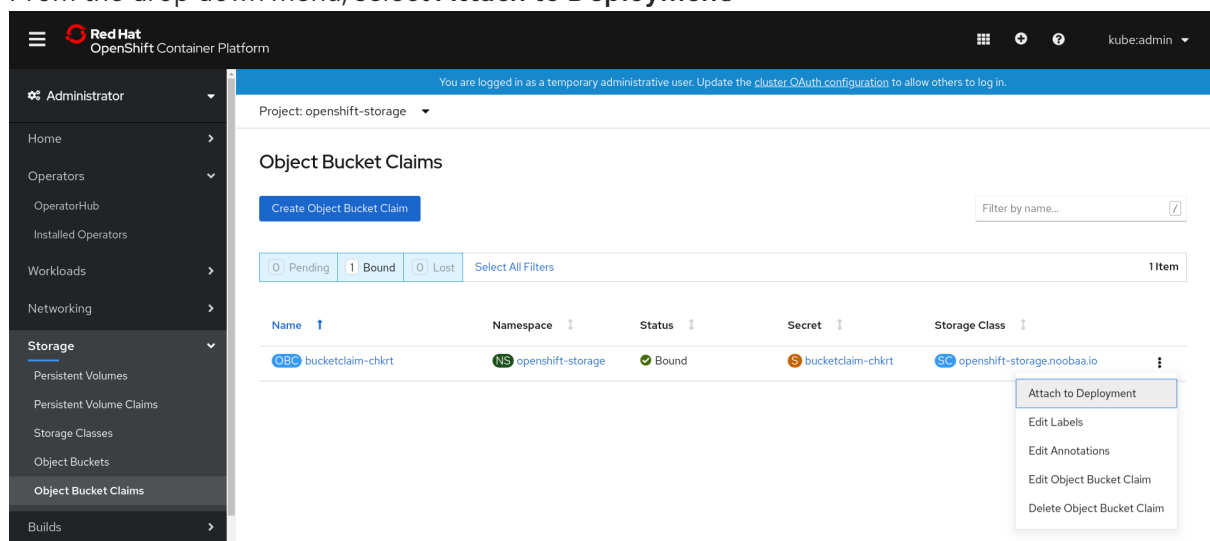 From the drop-down menu, select Attach to Deployment.
Red Hat
OpenShift Container Platform
kube:admin
Administrator
You are logged in as a temporary administrative user. Update the cluster OAuth configuration to allow others to log in.
Project: openshift-storage
Home
Operators
OperatorHub
Installed Operators
Workloads
Networking
Storage
Persistent Volumes
Persistent Volume Claims
Storage Classes
Object Buckets
Object Bucket Claims
Builds
Object Bucket Claims
Create Object Bucket Claim
Filter by name... /
0 Pending 1 Bound 0 Lost Select All Filters 1 Item
Name Namespace Status Secret Storage Class
OBC bucketclaim-chkrt NS openshift-storage Bound S bucketclaim-chkrt SC openshift-storage.noobaa.io
Attach to Deployment
Edit Labels
Edit Annotations
Edit Object Bucket Claim
Delete Object Bucket Claim